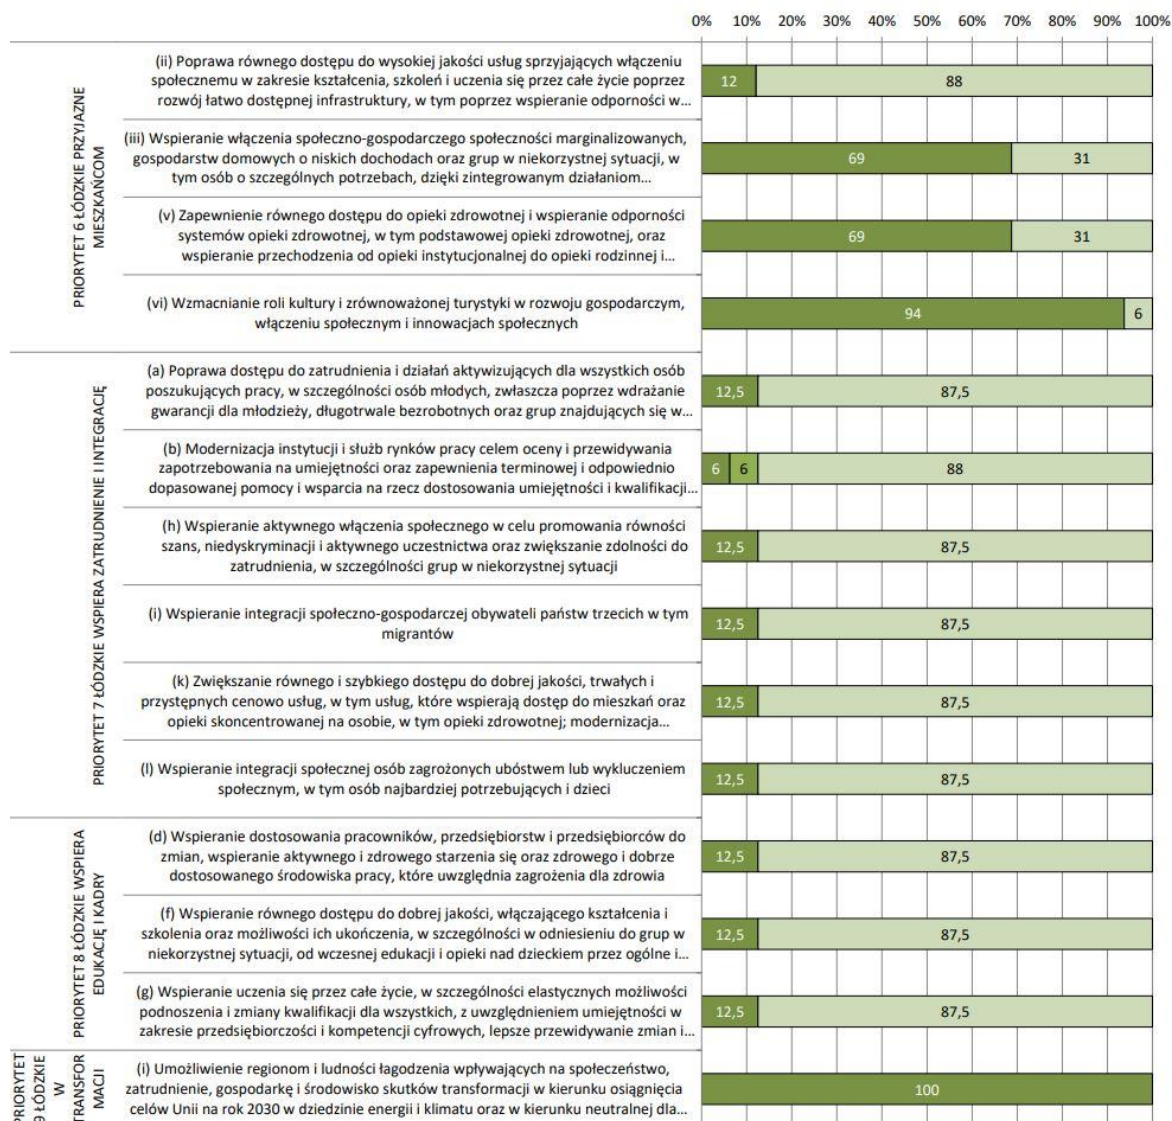 0% 10% 20% 30% 40% 50% 60% 70% 80% 90% 100%
PRIORYTET 6 ŁÓDZKIE PRZYJAZNE
MIESZKAŃCOM
(ii) Poprawa równego dostępu do wysokiej jakości usług sprzyjających włączeniu
społecznemu w zakresie kształcenia, szkoleń i uczenia się przez całe życie poprzez
rozwój łatwo dostępnej infrastruktury, w tym poprzez wspieranie odporności w...
12 88
(iii) Wspieranie włączenia społeczno-gospodarczego społeczności marginalizowanych,
gospodarstw domowych o niskich dochodach oraz grup w niekorzystnej sytuacji, w
tym osób o szczególnych potrzebach, dzięki zintegrowanym działaniom...
69 31
(v) Zapewnienie równego dostępu do opieki zdrowotnej i wspieranie odporności
systemów opieki zdrowotnej, w tym podstawowej opieki zdrowotnej, oraz
wspieranie przechodzenia od opieki instytucjonalnej do opieki rodzinnej i...
69 31
(vi) Wzmacnianie roli kultury i zrównoważonej turystyki w rozwoju gospodarczym,
włączeniu społecznym i innowacjach społecznych
94 6
PRIORYTET 7 ŁÓDZKIE WSPIERA ZATRUDNIENIE I INTEGRACJĘ
(a) Poprawa dostępu do zatrudnienia i działań aktywizujących dla wszystkich osób
poszukujących pracy, w szczególności osób młodych, zwłaszcza poprzez wdrażanie
gwarancji dla młodzieży, długotrwale bezrobotnych oraz grup znajdujących się w...
12,5 87,5
(b) Modernizacja instytucji i służb rynków pracy celem oceny i przewidywania
zapotrzebowania na umiejętności oraz zapewnienia terminowej i odpowiednio
dopasowanej pomocy i wsparcia na rzecz dostosowania umiejętności i kwalifikacji...
6 6 88
(h) Wspieranie aktywnego włączenia społecznego w celu promowania równości
szans, niedyskryminacji i aktywnego uczestnictwa oraz zwiększanie zdolności do
zatrudnienia, w szczególności grup w niekorzystnej sytuacji
12,5 87,5
(i) Wspieranie integracji społeczno-gospodarczej obywateli państw trzecich w tym
migrantów
12,5 87,5
(k) Zwiększanie równego i szybkiego dostępu do dobrej jakości, trwałych i
przystępnych cenowo usług, w tym usług, które wspierają dostęp do mieszkań oraz
opieki skoncentrowanej na osobie, w tym opieki zdrowotnej; modernizacja...
12,5 87,5
(l) Wspieranie integracji społecznej osób zagrożonych ubóstwem lub wykluczeniem
społecznym, w tym osób najbardziej potrzebujących i dzieci
12,5 87,5
PRIORYTET 8 ŁÓDZKIE WSPIERA
EDUKACJĘ I KADRY
(d) Wspieranie dostosowania pracowników, przedsiębiorstw i przedsiębiorców do
zmian, wspieranie aktywnego i zdrowego starzenia się oraz zdrowego i dobrze
dostosowanego środowiska pracy, które uwzględnia zagrożenia dla zdrowia
12,5 87,5
(f) Wspieranie równego dostępu do dobrej jakości, włączającego kształcenia i
szkolenia oraz możliwości ich ukończenia, w szczególności w odniesieniu do grup w
niekorzystnej sytuacji, od wczesnej edukacji i opieki nad dzieckiem przez ogólne i...
12,5 87,5
(g) Wspieranie uczenia się przez całe życie, w szczególności elastycznych możliwości
podnoszenia i zmiany kwalifikacji dla wszystkich, z uwzględnieniem umiejętności w
zakresie przedsiębiorczości i kompetencji cyfrowych, lepsze przewidywanie zmian i...
12,5 87,5
PRIORYTET
9 ŁÓDZKIE
W
TRANSFOR
MACJI
(i) Umożliwienie regionom i ludności łagodzenia wpływających na społeczeństwo,
zatrudnienie, gospodarkę i środowisko skutków transformacji w kierunku osiągnięcia
celów Unii na rok 2030 w dziedzinie energii i klimatu oraz w kierunku neutralnej dla...
100